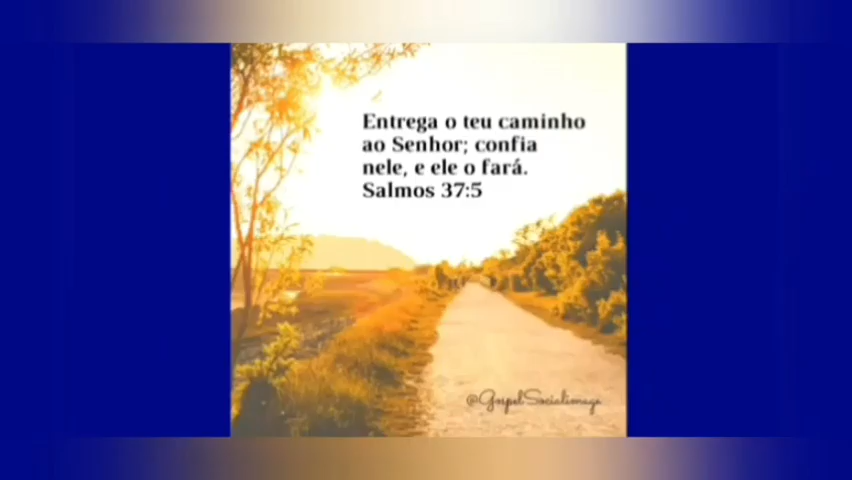 Entrega o teu caminho
ao Senhor; confia
nele, e ele o fará.
Salmos 37:5
@GospelSocialimage